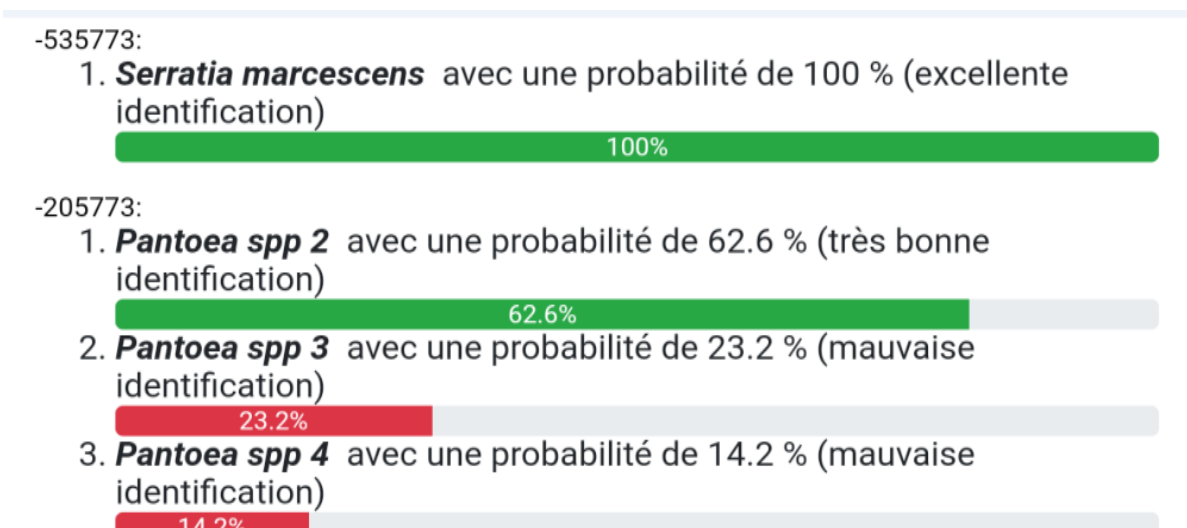 -535773:
1. Serratia marcescens avec une probabilité de 100 % (excellente
identification)
100%
-205773:
1. Pantoea spp 2 avec une probabilité de 62.6 % (très bonne
identification)
62.6%
2. Pantoea spp 3 avec une probabilité de 23.2 % (mauvaise
identification)
23.2%
3. Pantoea spp 4 avec une probabilité de 14.2 % (mauvaise
identification)
14.2%